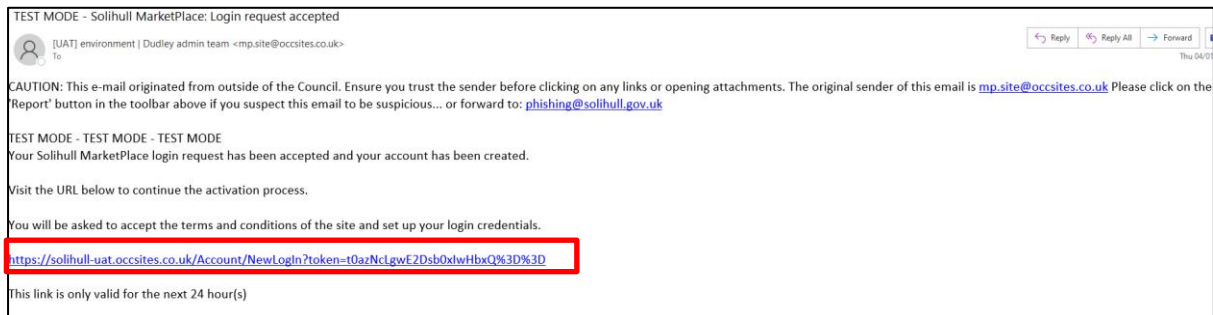 TEST MODE - Solihull MarketPlace: Login request accepted
[UAT] environment | Dudley admin team <mp.site@occsites.co.uk>
To
Reply
Reply All
Forward
Thu 04/01
CAUTION: This e-mail originated from outside of the Council. Ensure you trust the sender before clicking on any links or opening attachments. The original sender of this email is mp.site@occsites.co.uk Please click on the
'Report' button in the toolbar above if you suspect this email to be suspicious... or forward to: phishing@solihull.gov.uk
TEST MODE - TEST MODE - TEST MODE
Your Solihull MarketPlace login request has been accepted and your account has been created.
Visit the URL below to continue the activation process.
You will be asked to accept the terms and conditions of the site and set up your login credentials.
https://solihull-uat.occsites.co.uk/Account/NewLogIn?token=t0azNcLgwE2Dsb0xIwHbxQ%3D%3D
This link is only valid for the next 24 hour(s)